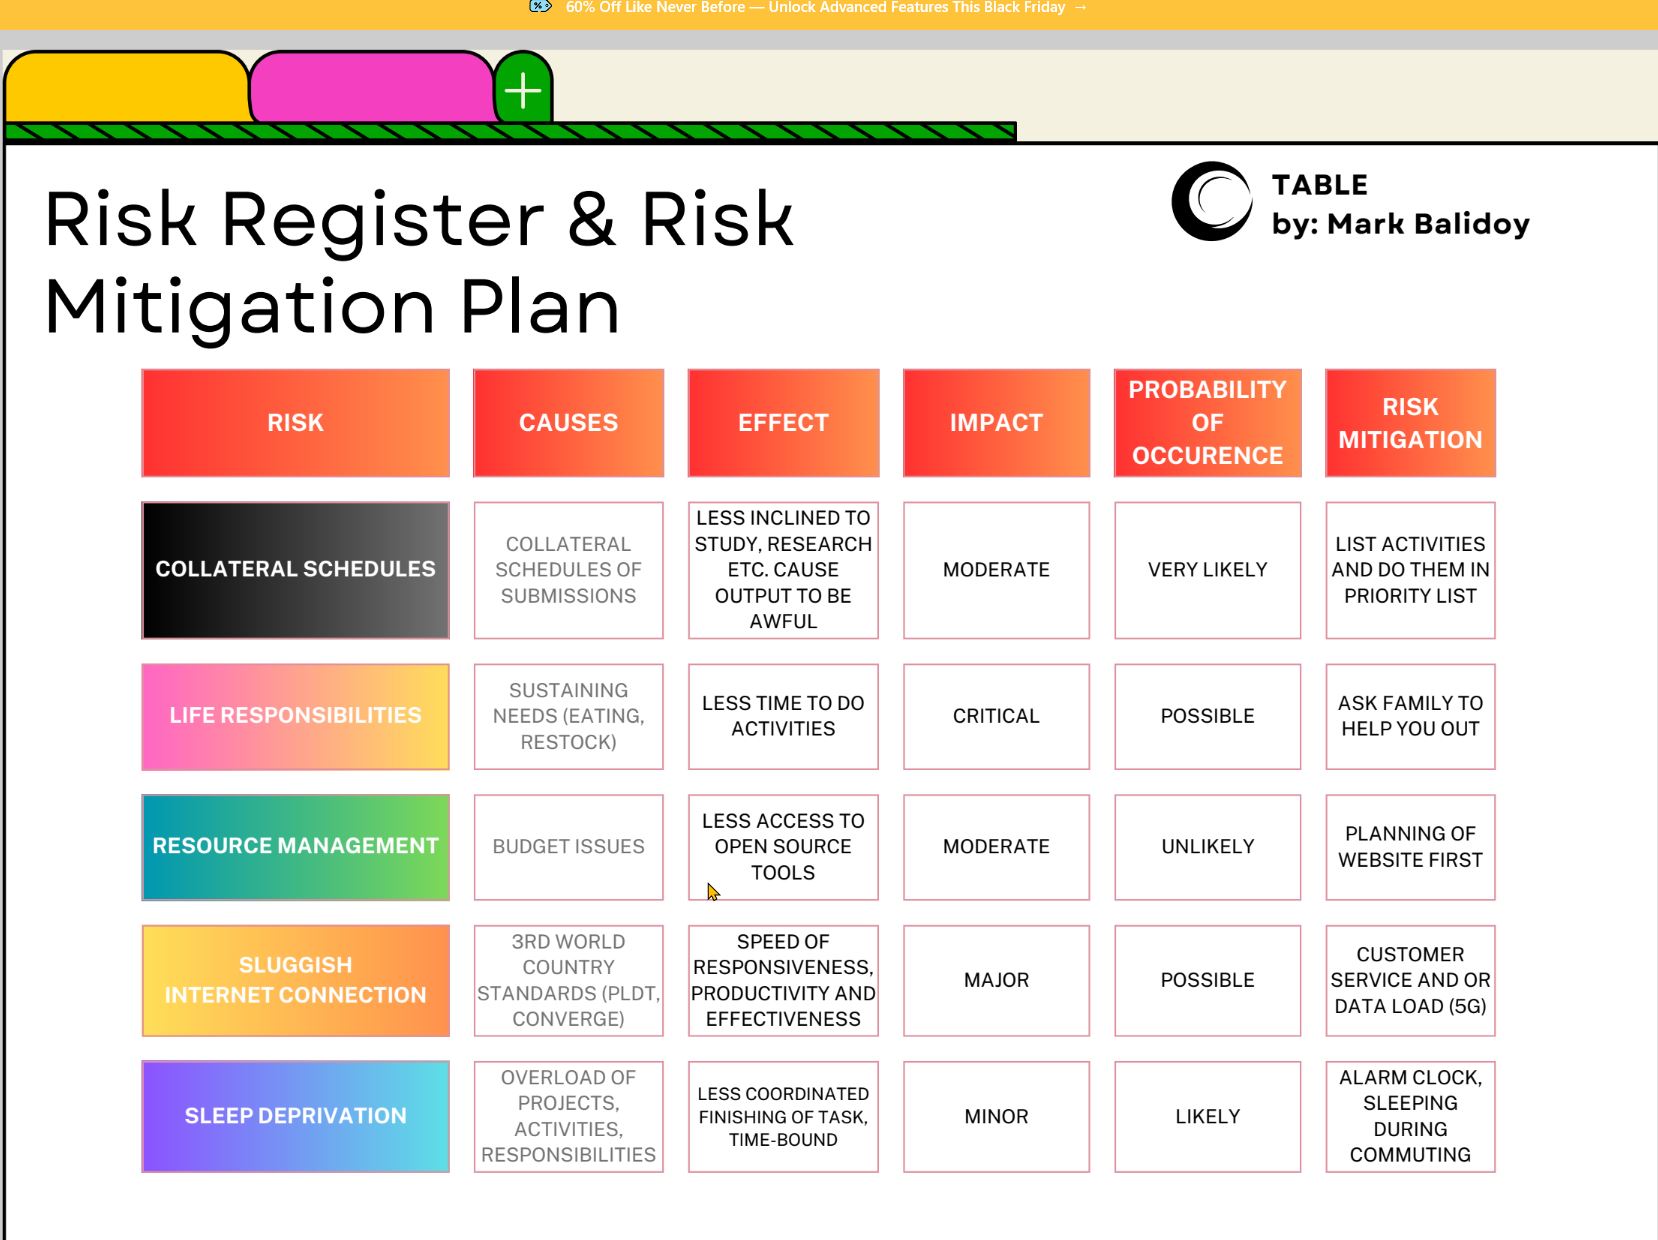 60% Off Like Never Before — Unlock Advanced Features This Black Friday →
TABLE
by: Mark Balidoy
Risk Register & Risk
Mitigation Plan
RISK
CAUSES
EFFECT
IMPACT
PROBABILITY
OF
OCCURENCE
RISK
MITIGATION
COLLATERAL SCHEDULES
COLLATERAL
SCHEDULES OF
SUBMISSIONS
LESS INCLINED TO
STUDY, RESEARCH
ETC. CAUSE
OUTPUT TO BE
AWFUL
MODERATE
VERY LIKELY
LIST ACTIVITIES
AND DO THEM IN
PRIORITY LIST
LIFE RESPONSIBILITIES
SUSTAINING
NEEDS (EATING,
RESTOCK)
LESS TIME TO DO
ACTIVITIES
CRITICAL
POSSIBLE
ASK FAMILY TO
HELP YOU OUT
RESOURCE MANAGEMENT
BUDGET ISSUES
LESS ACCESS TO
OPEN SOURCE
TOOLS
MODERATE
UNLIKELY
PLANNING OF
WEBSITE FIRST
SLUGGISH
INTERNET CONNECTION
3RD WORLD
COUNTRY
STANDARDS (PLDT,
CONVERGE)
SPEED OF
RESPONSIVENESS,
PRODUCTIVITY AND
EFFECTIVENESS
MAJOR
POSSIBLE
CUSTOMER
SERVICE AND OR
DATA LOAD (5G)
SLEEP DEPRIVATION
OVERLOAD OF
PROJECTS,
ACTIVITIES,
RESPONSIBILITIES
LESS COORDINATED
FINISHING OF TASK,
TIME-BOUND
MINOR
LIKELY
ALARM CLOCK,
SLEEPING
DURING
COMMUTING